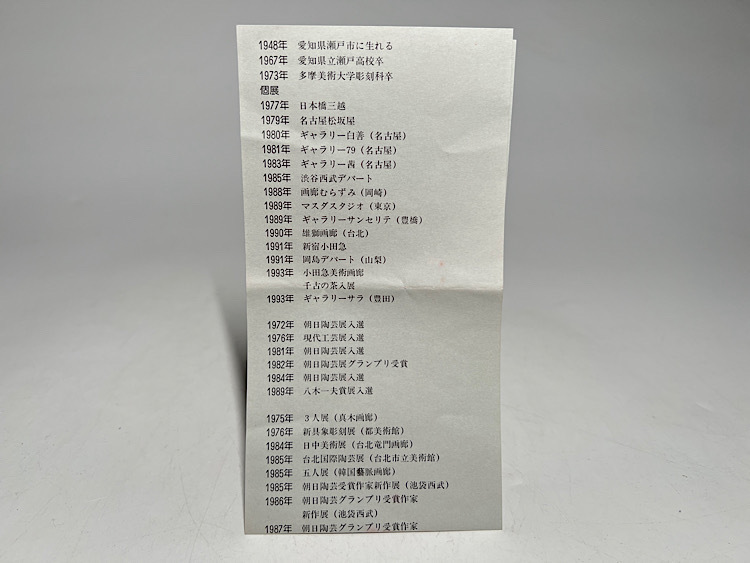 1948年 愛知県瀬戸市に生れる
1967年 愛知県立瀬戸高校卒
1973年 多摩美術大学彫刻科卒
個展
1977年 日本橋三越
1979年 名古屋松坂屋
1980年 ギャラリー白善（名古屋）
1981年 ギャラリー79（名古屋）
1983年 ギャラリー茜（名古屋）
1985年 渋谷西武デパート
1988年 画廊むらずみ（岡崎）
1989年 マスダスタジオ（東京）
1989年 ギャラリーサンセリテ（豊橋）
1990年 雄獅画廊（台北）
1991年 新宿小田急
1991年 岡島デパート（山梨）
1993年 小田急美術画廊
千古の茶入展
1993年 ギャラリーサラ（豊田）
1972年 朝日陶芸展入選
1976年 現代工芸展入選
1981年 朝日陶芸展入選
1982年 朝日陶芸展グランプリ受賞
1984年 朝日陶芸展入選
1989年 八木一夫賞展入選
1975年 3人展（真木画廊）
1976年 新具象彫刻展（都美術館）
1984年 日中美術展（台北竜門画廊）
1985年 台北国際陶芸展（台北市立美術館）
1985年 五人展（韓国藝脈画廊）
1985年 朝日陶芸受賞作家新作展（池袋西武）
1986年 朝日陶芸グランプリ受賞作家
新作展（池袋西武）
1987年 朝日陶芸グランプリ受賞作家